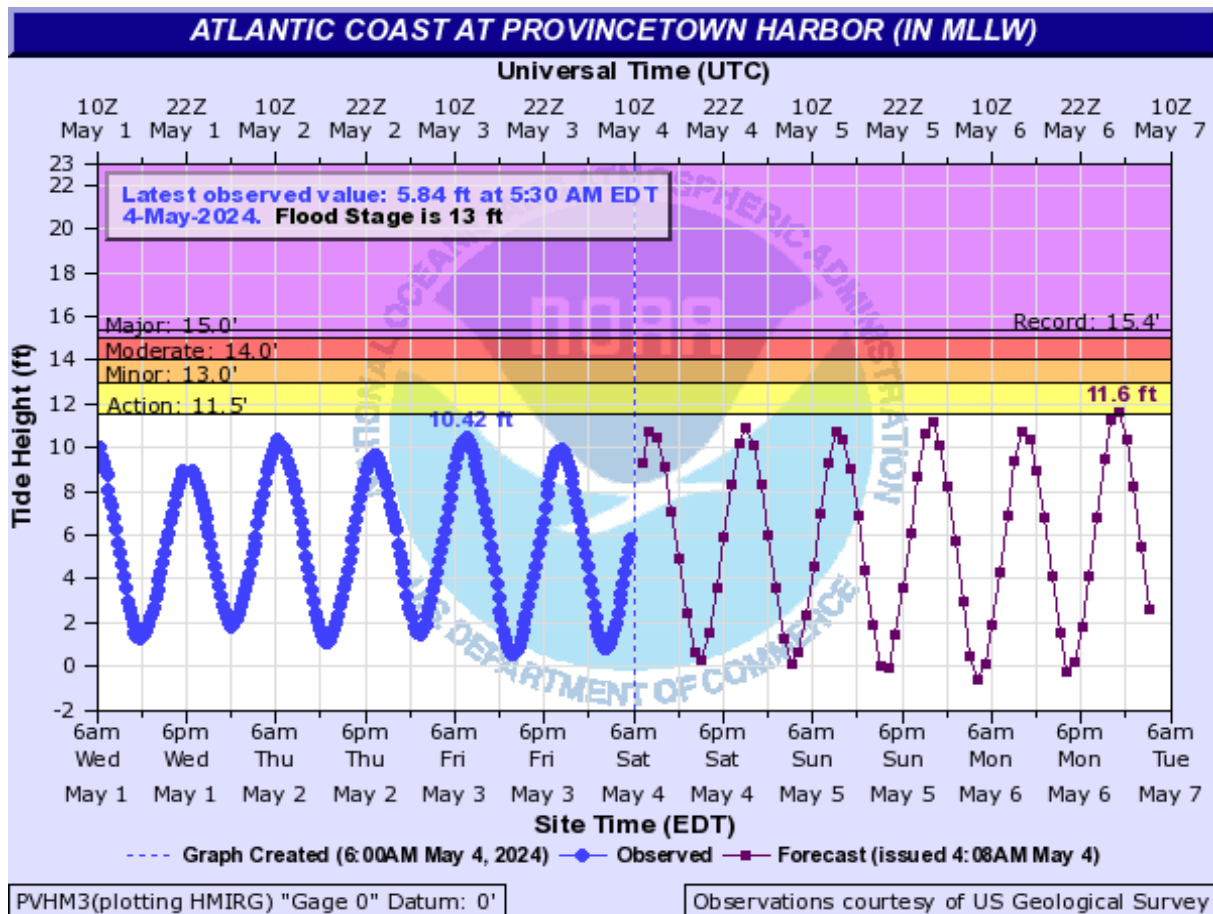 ATLANTIC COAST AT PROVINCETOWN HARBOR (IN MLLW)
Universal Time (UTC)
10Z 22Z 10Z 22Z 10Z 22Z 10Z 22Z 10Z 22Z 10Z 22Z 10Z
May 1 May 1 May 2 May 2 May 3 May 3 May 4 May 4 May 5 May 5 May 6 May 6 May 7
23
22
Latest observed value: 5.84 ft at 5:30 AM EDT
4-May-2024. Flood Stage is 13 ft
20
18
16
Major: 15.0' Record: 15.4'
14
Moderate: 14.0'
Minor: 13.0'
12
Action: 11.5' 11.6 ft
10.42 ft
10
8
6
4
2
0
-2
Tide Height (ft)
NATIONAL OCEANIC AND ATMOSPHERIC ADMINISTRATION
NOAA
U.S. DEPARTMENT OF COMMERCE
6am 6pm 6am 6pm 6am 6pm 6am 6pm 6am 6pm 6am 6pm 6am
Wed Wed Thu Thu Fri Fri Sat Sat Sun Sun Mon Mon Tue
May 1 May 1 May 2 May 2 May 3 May 3 May 4 May 4 May 5 May 5 May 6 May 6 May 7
Site Time (EDT)
Graph Created (6:00AM May 4, 2024) Observed Forecast (issued 4:08AM May 4)
PVHM3(plotting HMIRG) "Gage 0" Datum: 0' Observations courtesy of US Geological Survey